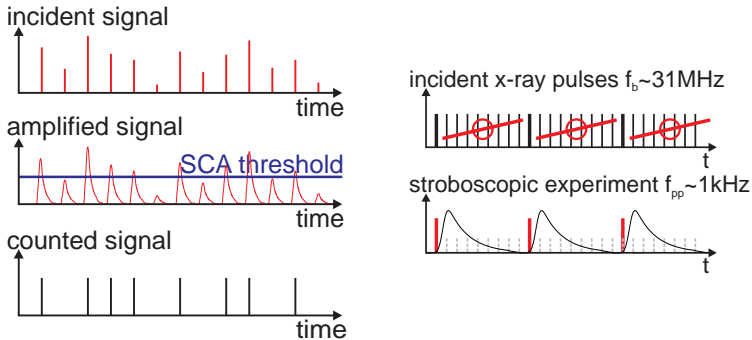 incident signal
time
amplified signal
SCA threshold
time
counted signal
time
incident x-ray pulses f_b~31MHz
t
stroboscopic experiment f_pp~1kHz
t